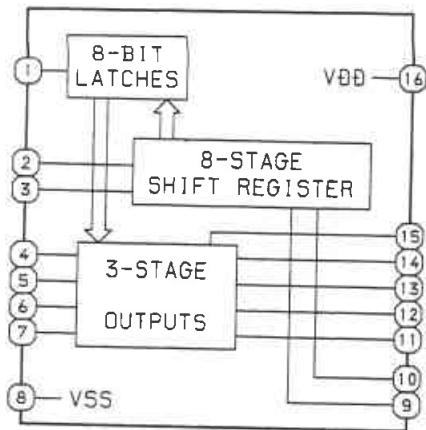 8-BIT
LATCHES
1
VDD
16
2
3
8-STAGE
SHIFT REGISTER
4
5
6
7
3-STAGE
OUTPUTS
15
14
13
12
11
10
9
8
VSS